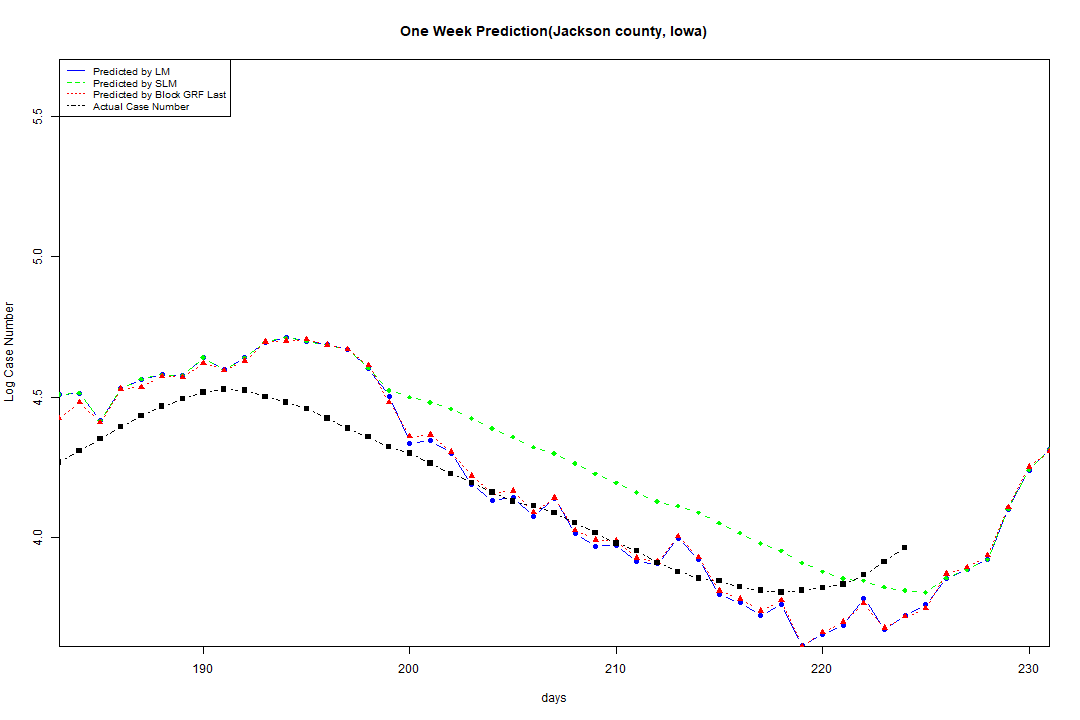 One Week Prediction(Jackson county, Iowa)
Predicted by LM
Predicted by SLM
Predicted by Block GRF Last
Actual Case Number
5.5
5.0
4.5
4.0
Log Case Number
190 200 210 220 230
days